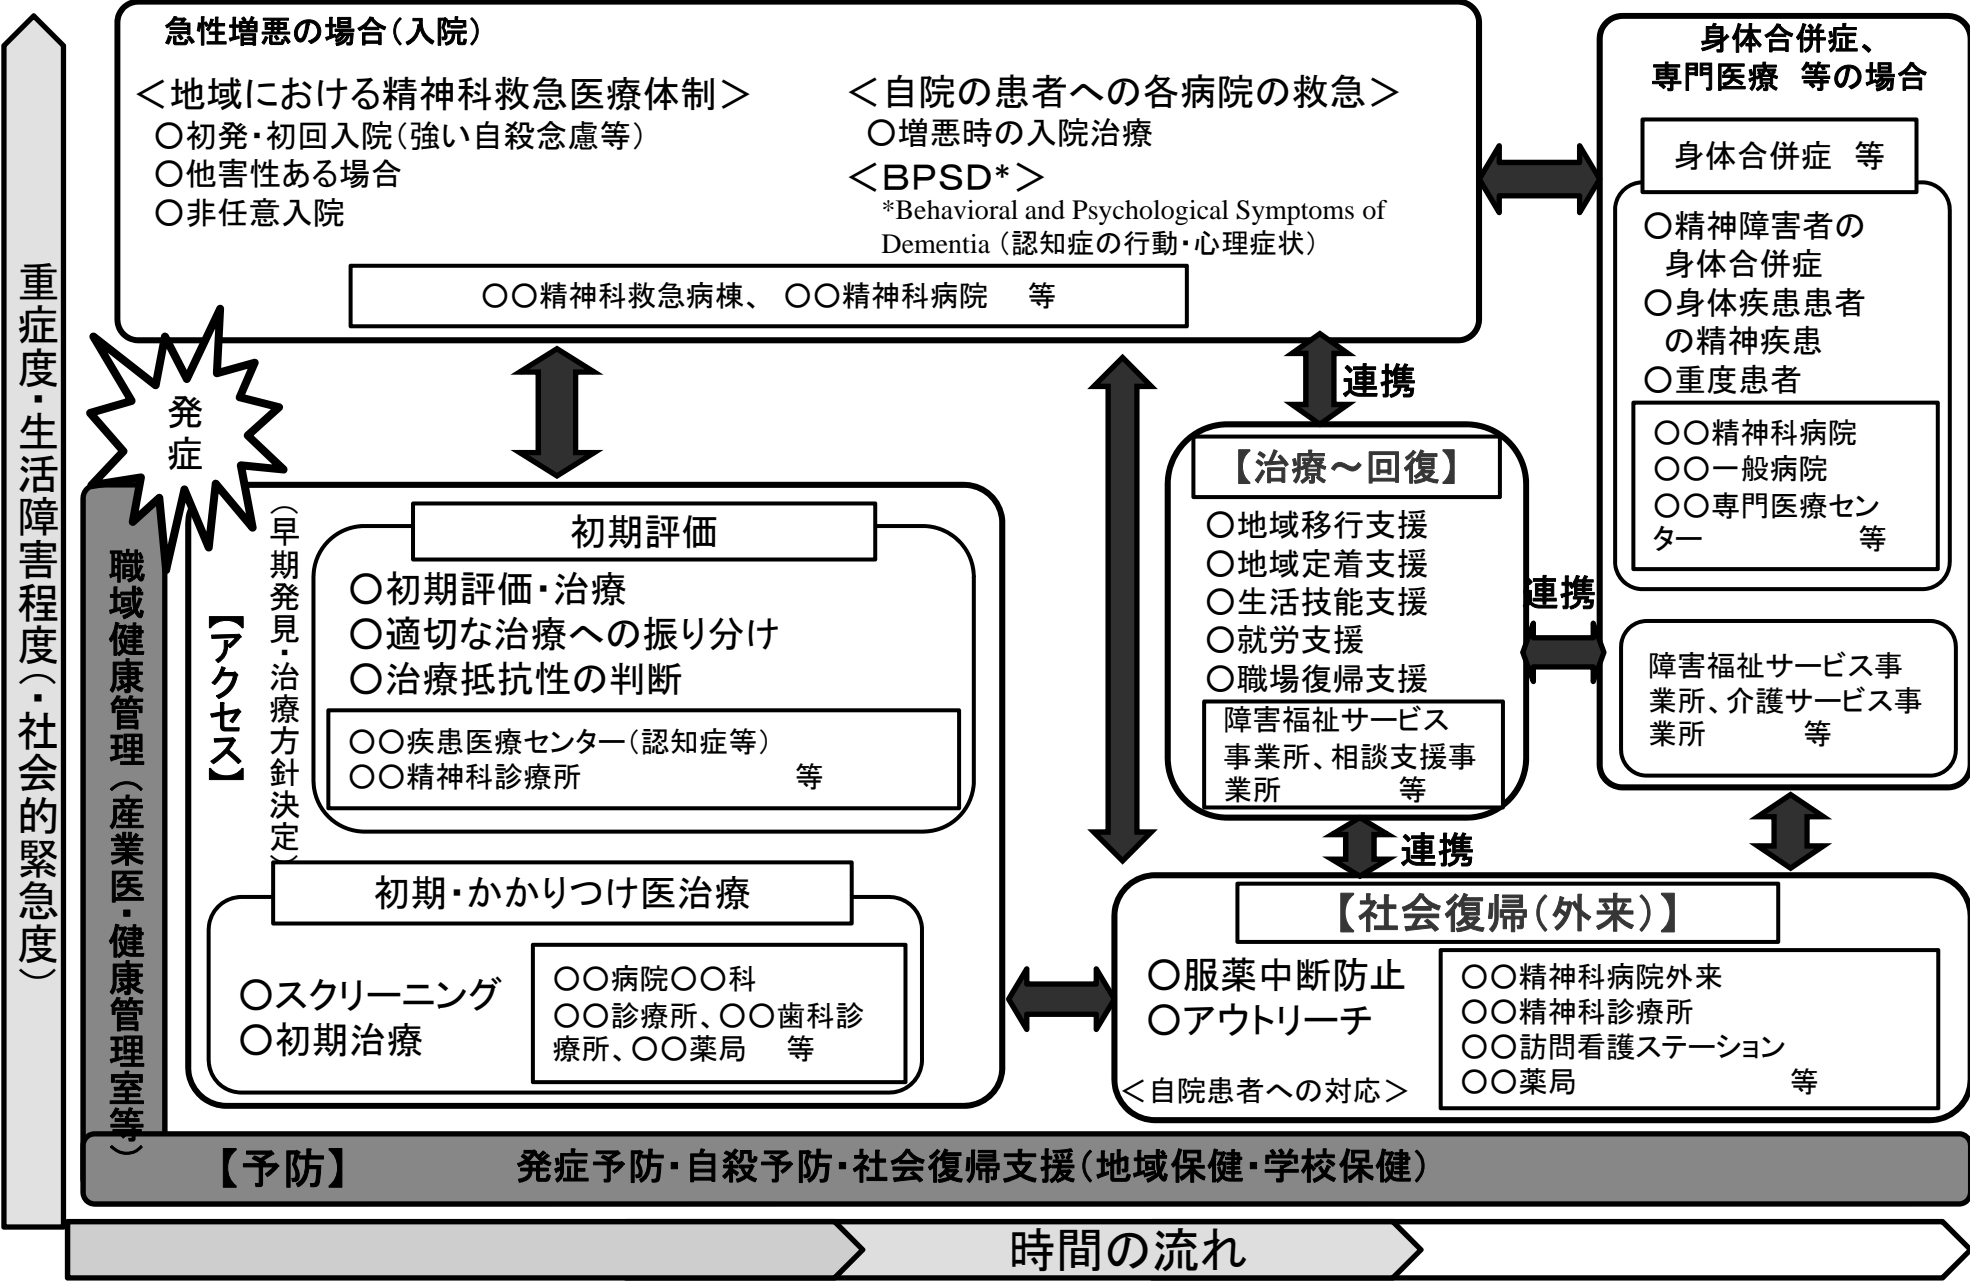 急性増悪の場合（入院）
＜地域における精神科救急医療体制＞
○初発・初回入院（強い自殺念慮等）
○他害性ある場合
○非任意入院
＜自院の患者への各病院の救急＞
○増悪時の入院治療
＜BPSD*＞
*Behavioral and Psychological Symptoms of
Dementia（認知症の行動・心理症状）
○○精神科救急病棟、 ○○精神科病院 等
身体合併症、
専門医療 等の場合
身体合併症 等
○精神障害者の
身体合併症
○身体疾患患者
の精神疾患
○重度患者
○○精神科病院
○○一般病院
○○専門医療セン
ター 等
障害福祉サービス事
業所、介護サービス事
業所 等
重症度・生活障害程度（・社会的緊急度）
発
症
職域健康管理（産業医・健康管理室等）
【アクセス】
（早期発見・治療方針決定）
初期評価
○初期評価・治療
○適切な治療への振り分け
○治療抵抗性の判断
○○疾患医療センター（認知症等）
○○精神科診療所 等
初期・かかりつけ医治療
○スクリーニング
○初期治療
○○病院○○科
○○診療所、○○歯科診
療所、○○薬局 等
連携
【治療～回復】
○地域移行支援
○地域定着支援
○生活技能支援
○就労支援
○職場復帰支援
障害福祉サービス
事業所、相談支援事
業所 等
連携
連携
【社会復帰（外来）】
○服薬中断防止
○アウトリーチ
＜自院患者への対応＞
○○精神科病院外来
○○精神科診療所
○○訪問看護ステーション
○○薬局 等
【予防】 発症予防・自殺予防・社会復帰支援（地域保健・学校保健）
時間の流れ